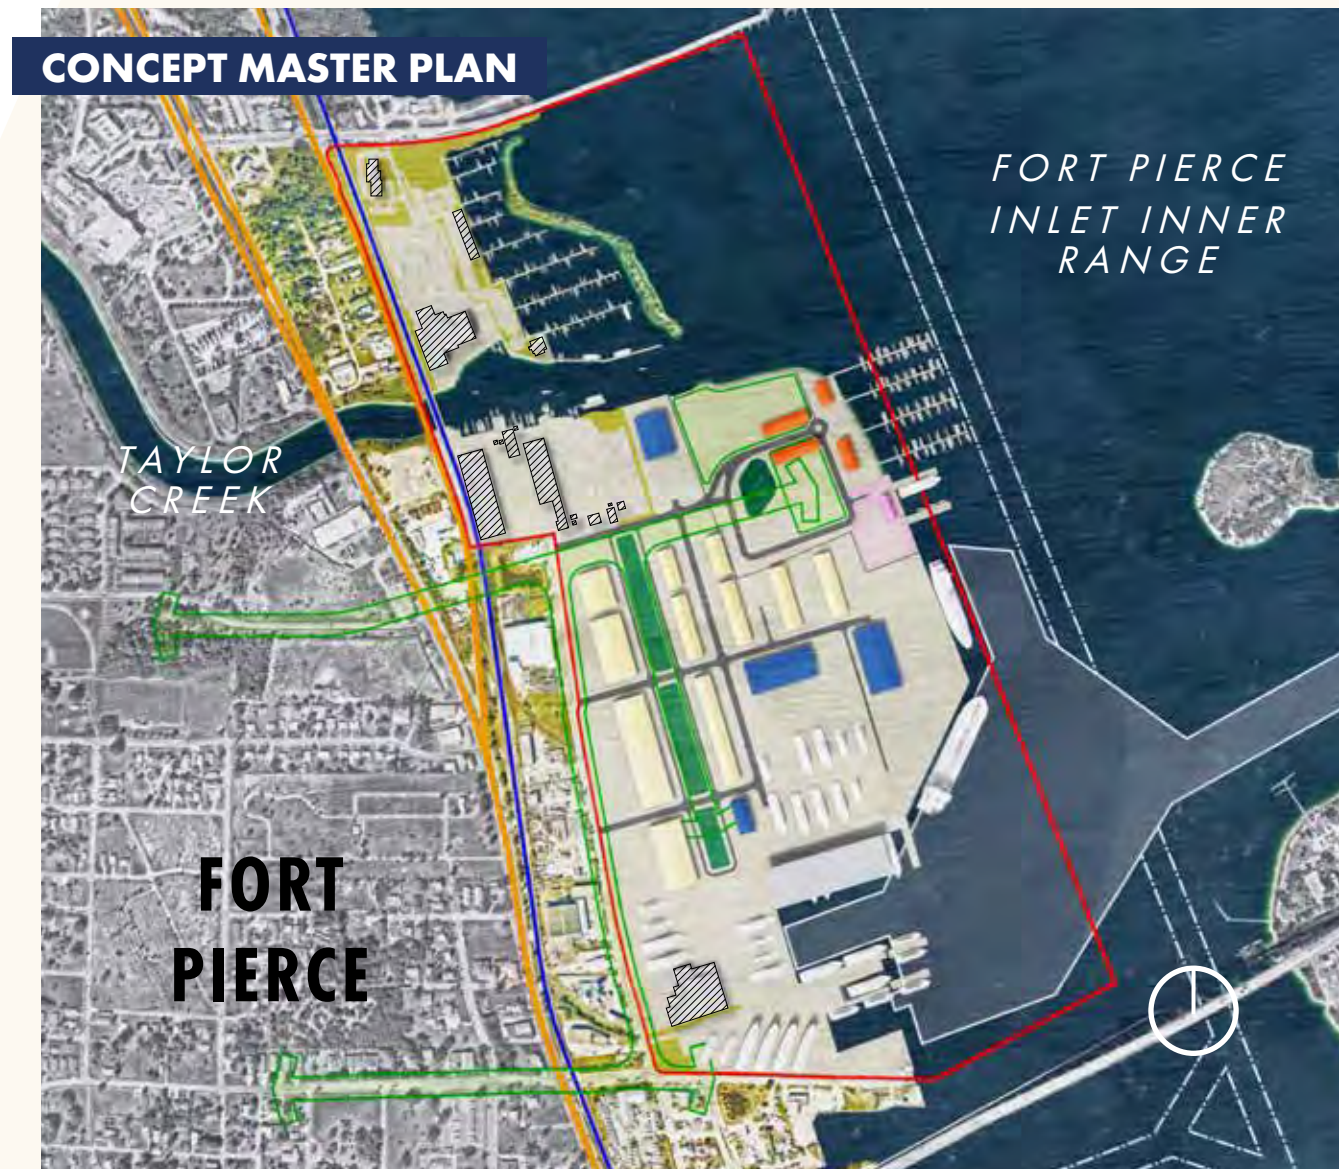 CONCEPT MASTER PLAN
FORT PIERCE
INLET INNER
RANGE
TAYLOR
CREEK
FORT
PIERCE